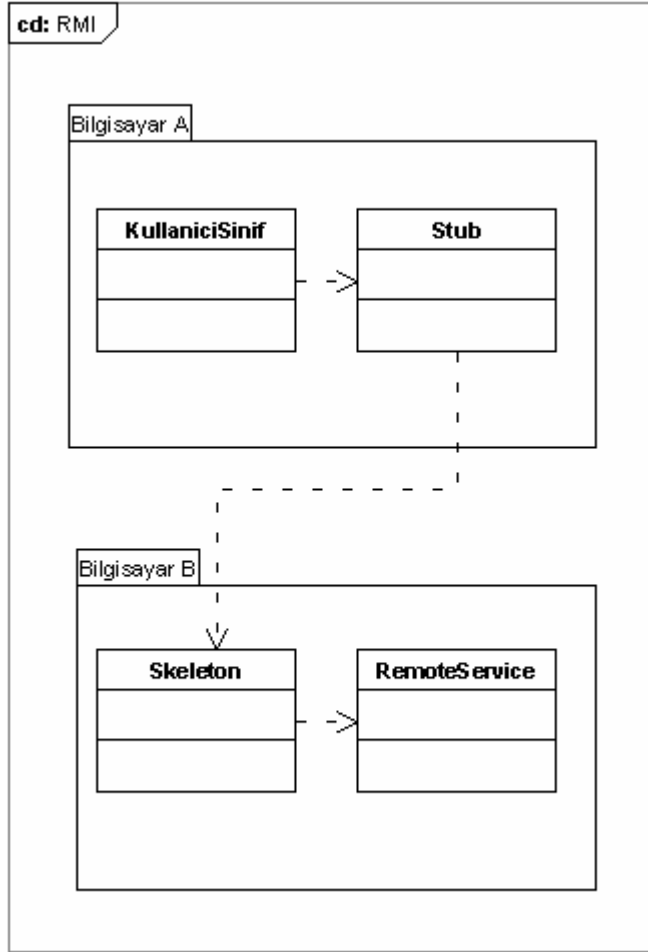 cd: RMI
Bilgisayar A
KullaniciSinif
Stub
Bilgisayar B
Skeleton
RemoteService